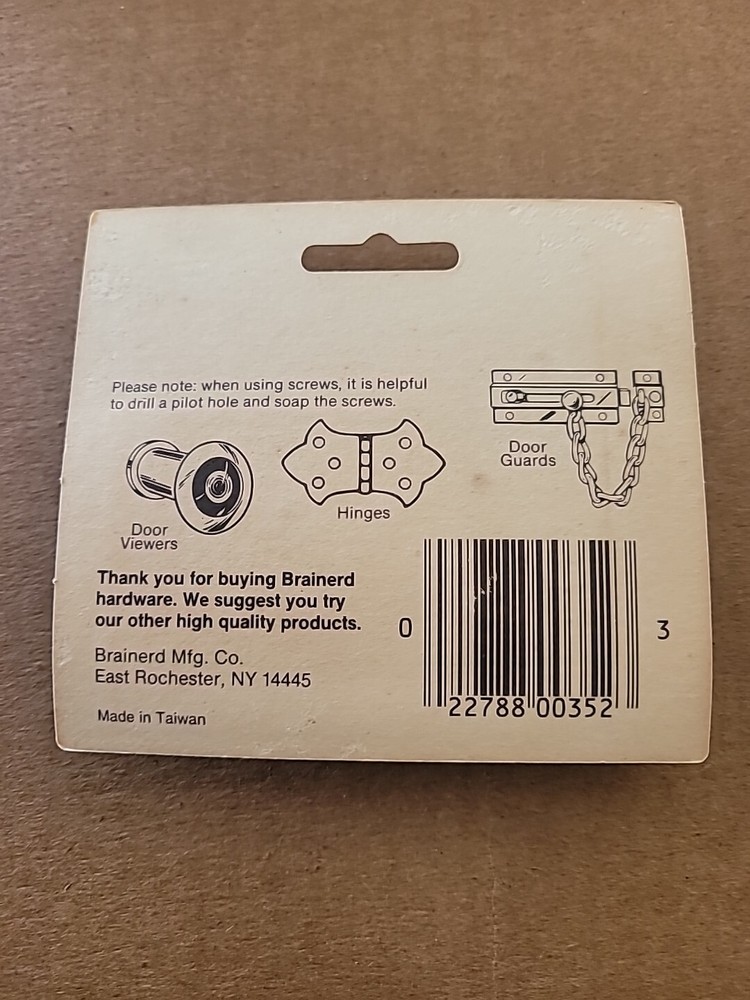 Please note: when using screws, it is helpful
to drill a pilot hole and soap the screws.
Door
Guards
Hinges
Door
Viewers
Thank you for buying Brainerd
hardware. We suggest you try
our other high quality products.
Brainerd Mfg. Co.
East Rochester, NY 14445
Made in Taiwan
0 22788 00352 3